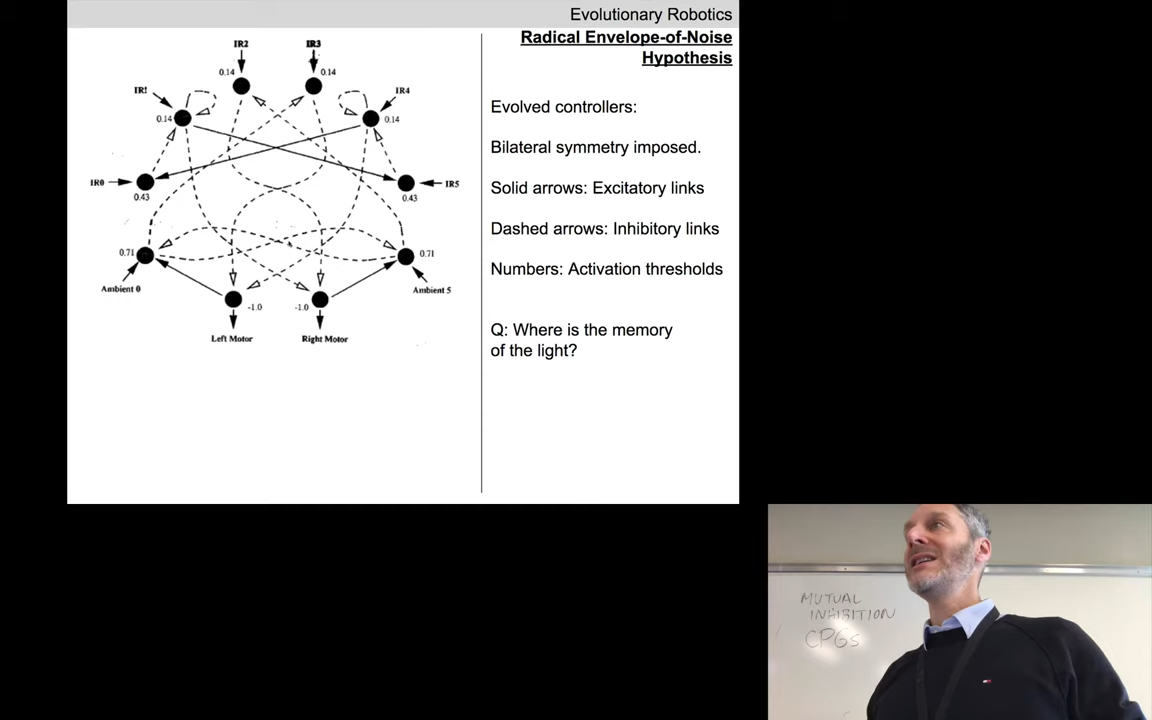 Evolutionary Robotics
Radical Envelope-of-Noise
Hypothesis
IR2
IR3
0.14
0.14
IR1
IR4
0.14
0.14
IR0
IR5
0.43
0.43
0.71
0.71
Ambient 0
Ambient 5
-1.0
-1.0
Left Motor
Right Motor
Evolved controllers:
Bilateral symmetry imposed.
Solid arrows: Excitatory links
Dashed arrows: Inhibitory links
Numbers: Activation thresholds
Q: Where is the memory
of the light?
MUTUAL
INHIBITION
CPGs